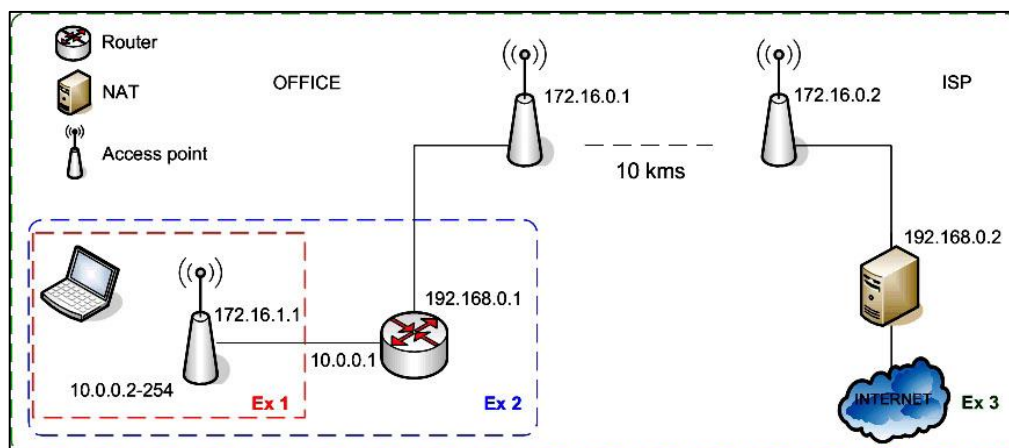 Router
NAT
Access point
OFFICE
ISP
172.16.0.1
172.16.0.2
10 kms
192.168.0.2
192.168.0.1
172.16.1.1
10.0.0.1
10.0.0.2-254
Ex 1
Ex 2
INTERNET
Ex 3